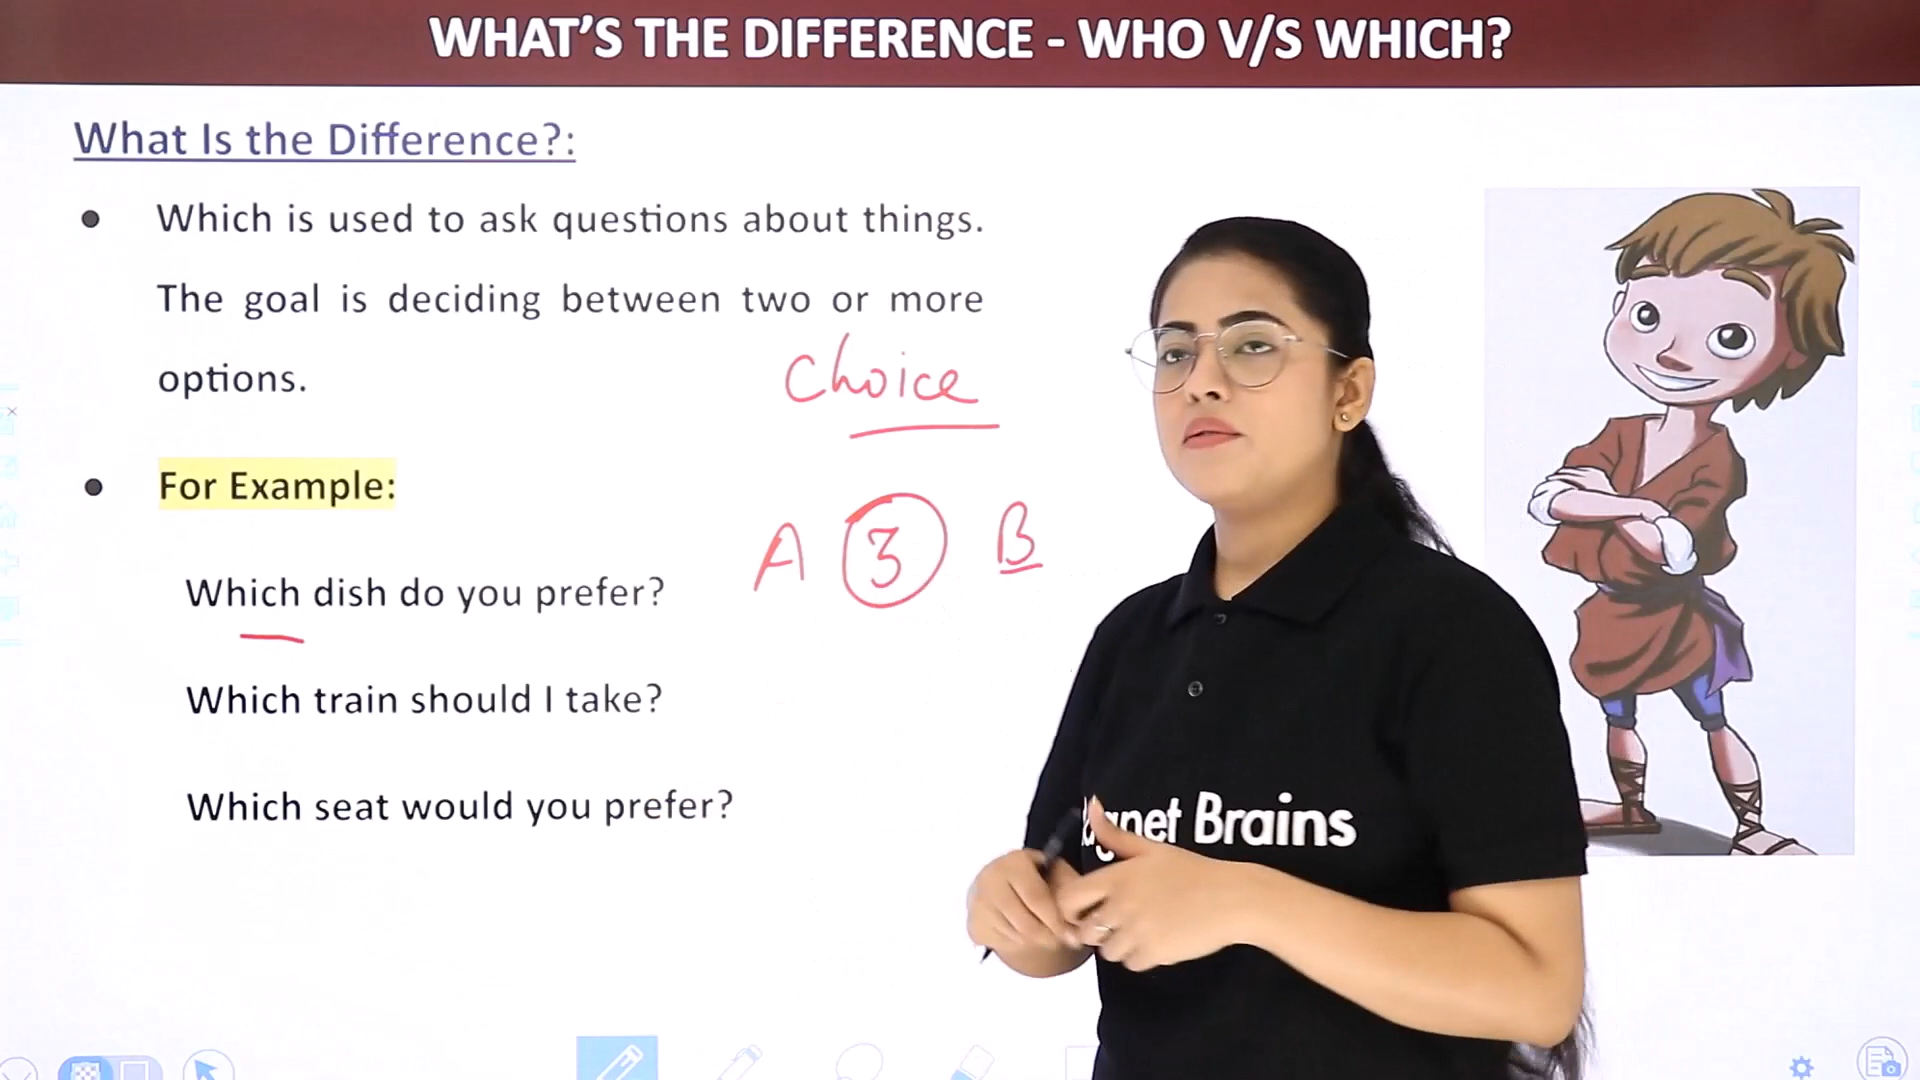 WHAT'S THE DIFFERENCE - WHO V/S WHICH?
What Is the Difference?:
● Which is used to ask questions about things.
The goal is deciding between two or more
options.
Choice
● For Example:
A 3 B
Which dish do you prefer?
Which train should I take?
Which seat would you prefer?
gnet Brains